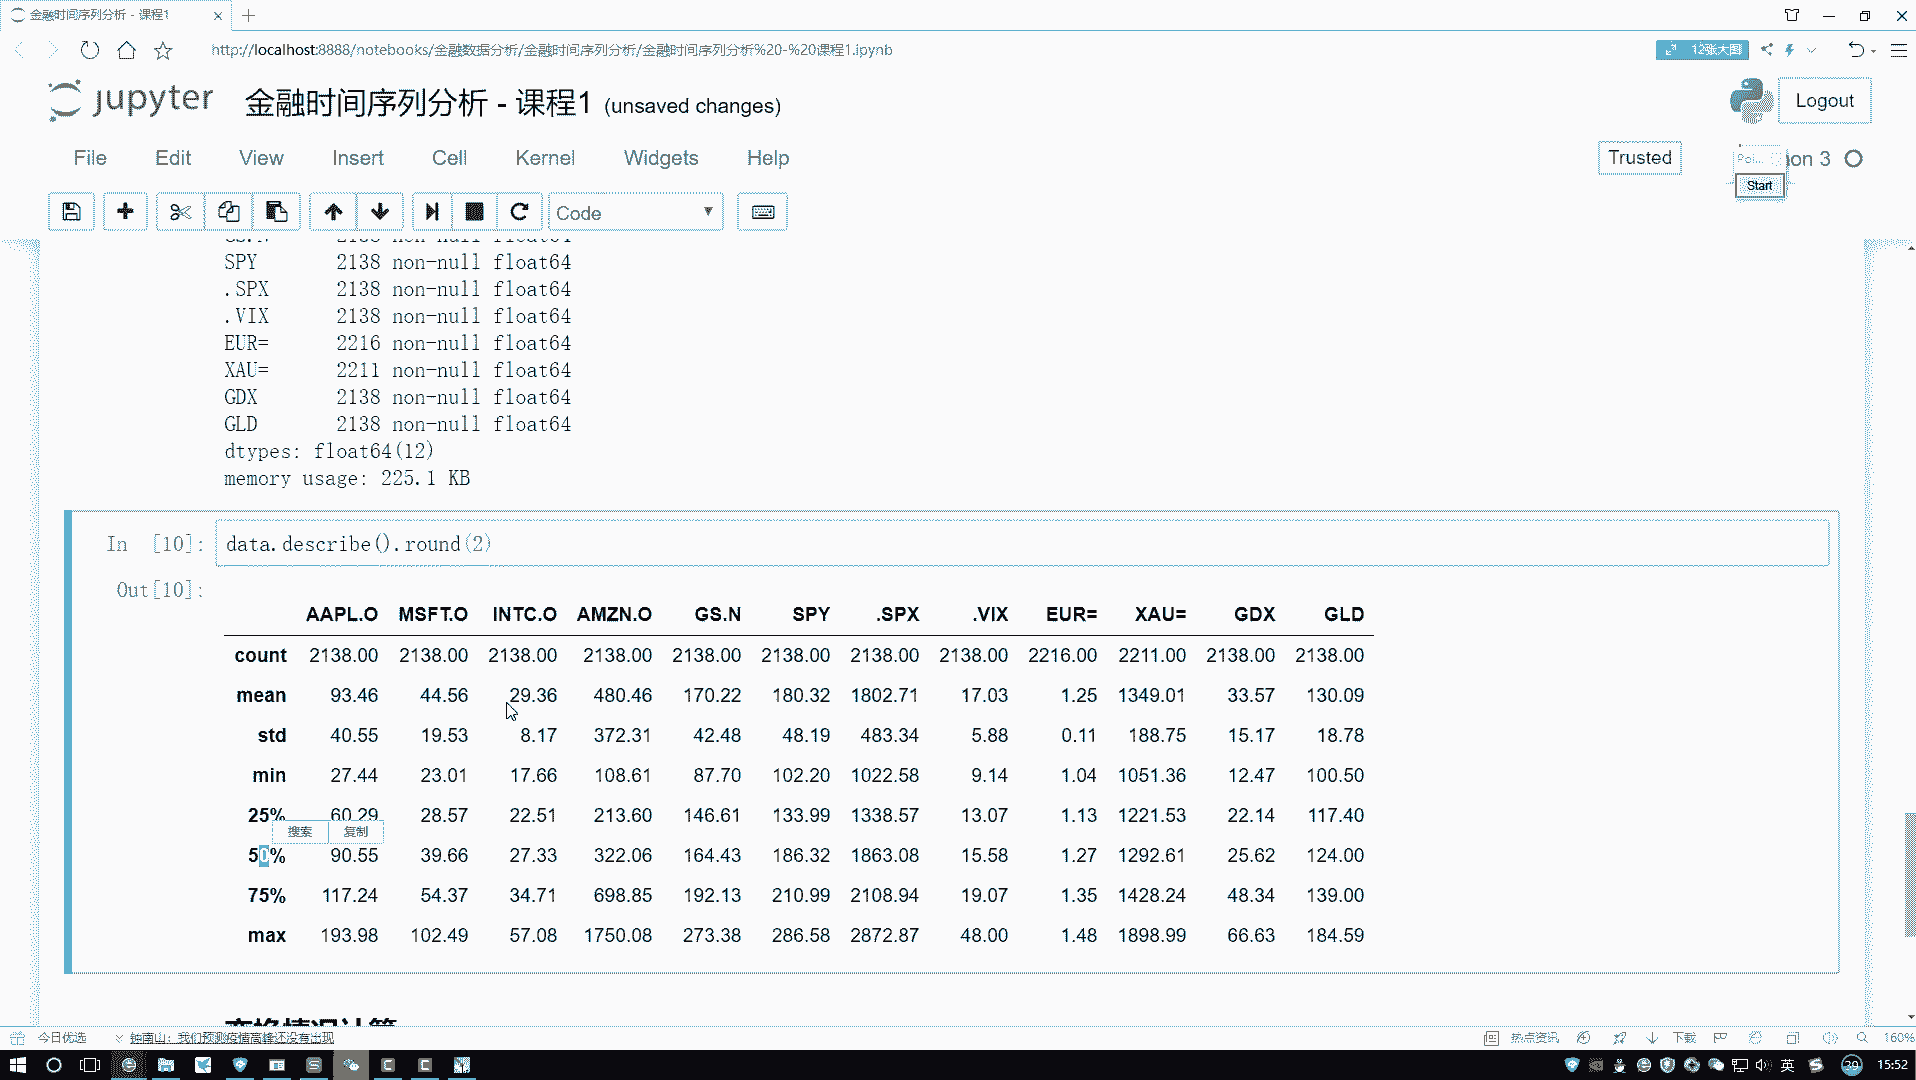 金融时间序列分析 - 课程1
http://localhost:8888/notebooks/金融数据分析/金融时间序列分析/金融时间序列分析%20-%20课程1.ipynb
12张大图
jupyter 金融时间序列分析 - 课程1 (unsaved changes)
Logout
File Edit View Insert Cell Kernel Widgets Help
Trusted
Poi... on 3
Start
Code
SPY 2138 non-null float64
.SPX 2138 non-null float64
.VIX 2138 non-null float64
EUR= 2216 non-null float64
XAU= 2211 non-null float64
GDX 2138 non-null float64
GLD 2138 non-null float64
dtypes: float64(12)
memory usage: 225.1 KB
In [10]: data.describe().round(2)
Out[10]:
AAPL.O MSFT.O INTC.O AMZN.O GS.N SPY .SPX .VIX EUR= XAU= GDX GLD
count 2138.00 2138.00 2138.00 2138.00 2138.00 2138.00 2138.00 2138.00 2216.00 2211.00 2138.00 2138.00
mean 93.46 44.56 29.36 480.46 170.22 180.32 1802.71 17.03 1.25 1349.01 33.57 130.09
std 40.55 19.53 8.17 372.31 42.48 48.19 483.34 5.88 0.11 188.75 15.17 18.78
min 27.44 23.01 17.66 108.61 87.70 102.20 1022.58 9.14 1.04 1051.36 12.47 100.50
25% 60.29 28.57 22.51 213.60 146.61 133.99 1338.57 13.07 1.13 1221.53 22.14 117.40
搜索 复制
50% 90.55 39.66 27.33 322.06 164.43 186.32 1863.08 15.58 1.27 1292.61 25.62 124.00
75% 117.24 54.37 34.71 698.85 192.13 210.99 2108.94 19.07 1.35 1428.24 48.34 139.00
max 193.98 102.49 57.08 1750.08 273.38 286.58 2872.87 48.00 1.48 1898.99 66.63 184.59
今日优选 钟南山：我们预测疫情高峰还没有出现
热点资讯 下载 160%
英 39 15:52